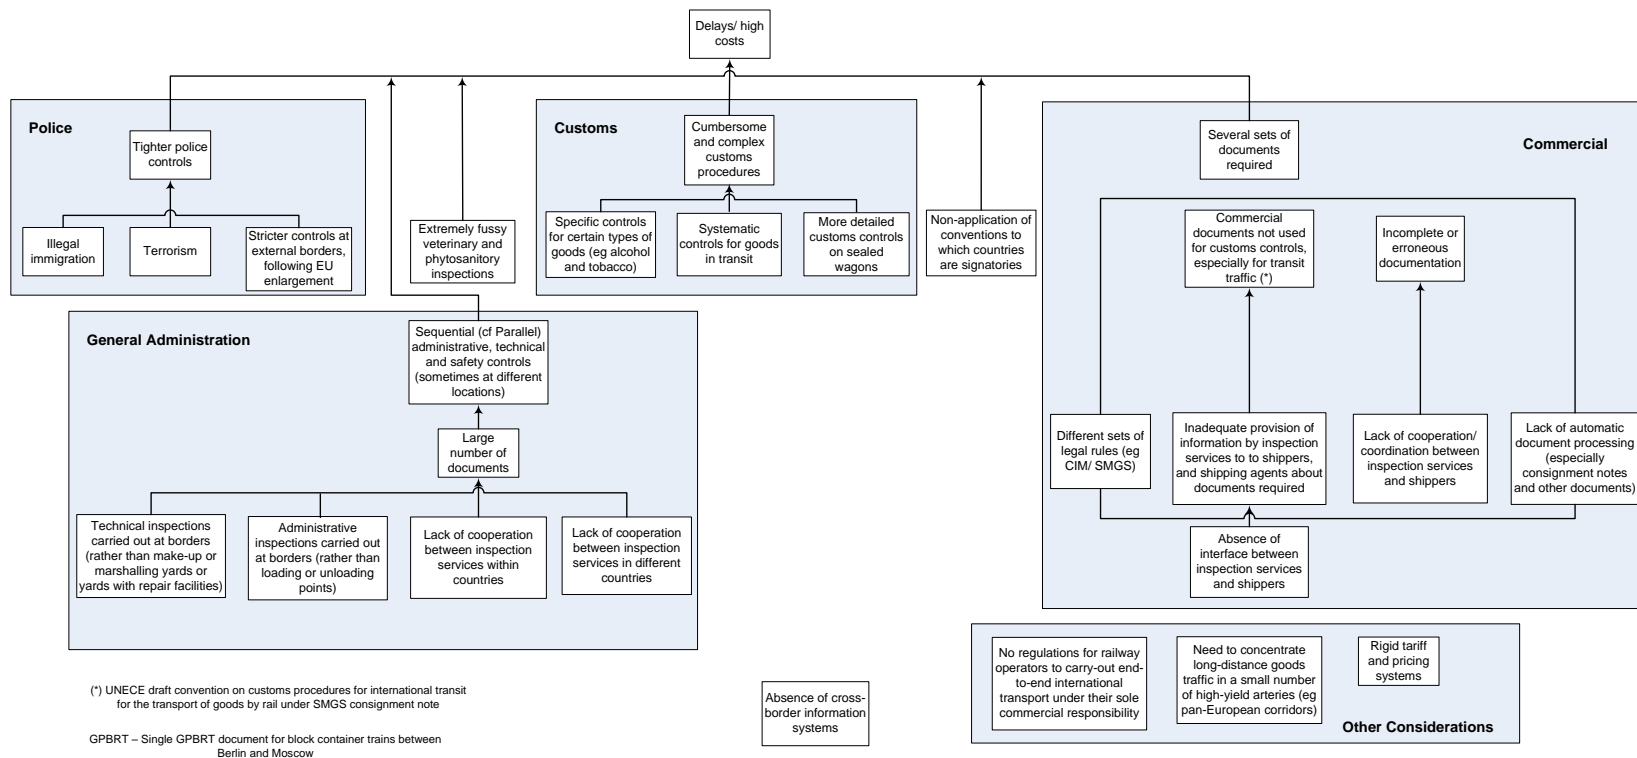 Delays/ high
costs
Police
Tighter police
controls
Illegal
immigration
Terrorism
Stricter controls at
external borders,
following EU
enlargement
Extremely fussy
veterinary and
phytosanitory
inspections
Customs
Cumbersome
and complex
customs
procedures
Specific controls
for certain types of
goods (eg alcohol
and tobacco)
Systematic
controls for goods
in transit
More detailed
customs controls
on sealed
wagons
Non-application of
conventions to
which countries
are signatories
Commercial
Several sets of
documents
required
Commercial
documents not used
for customs controls,
especially for transit
traffic (*)
Incomplete or
erroneous
documentation
Different sets of
legal rules (eg
CIM/ SMGS)
Inadequate provision of
information by inspection
services to to shippers,
and shipping agents about
documents required
Lack of cooperation/
coordination between
inspection services
and shippers
Lack of automatic
document processing
(especially
consignment notes
and other documents)
Absence of
interface between
inspection services
and shippers
General Administration
Sequential (cf Parallel)
administrative, technical
and safety controls
(sometimes at different
locations)
Large
number of
documents
Technical inspections
carried out at borders
(rather than make-up or
marshalling yards or
yards with repair facilities)
Administrative
inspections carried out
at borders (rather than
loading or unloading
points)
Lack of cooperation
between inspection
services within
countries
Lack of cooperation
between inspection
services in different
countries
(*) UNECE draft convention on customs procedures for international transit
for the transport of goods by rail under SMGS consignment note
GPBRT – Single GPBRT document for block container trains between
Berlin and Moscow
Absence of cross-
border information
systems
No regulations for railway
operators to carry-out end-
to-end international
transport under their sole
commercial responsibility
Need to concentrate
long-distance goods
traffic in a small number
of high-yield arteries (eg
pan-European corridors)
Rigid tariff
and pricing
systems
Other Considerations